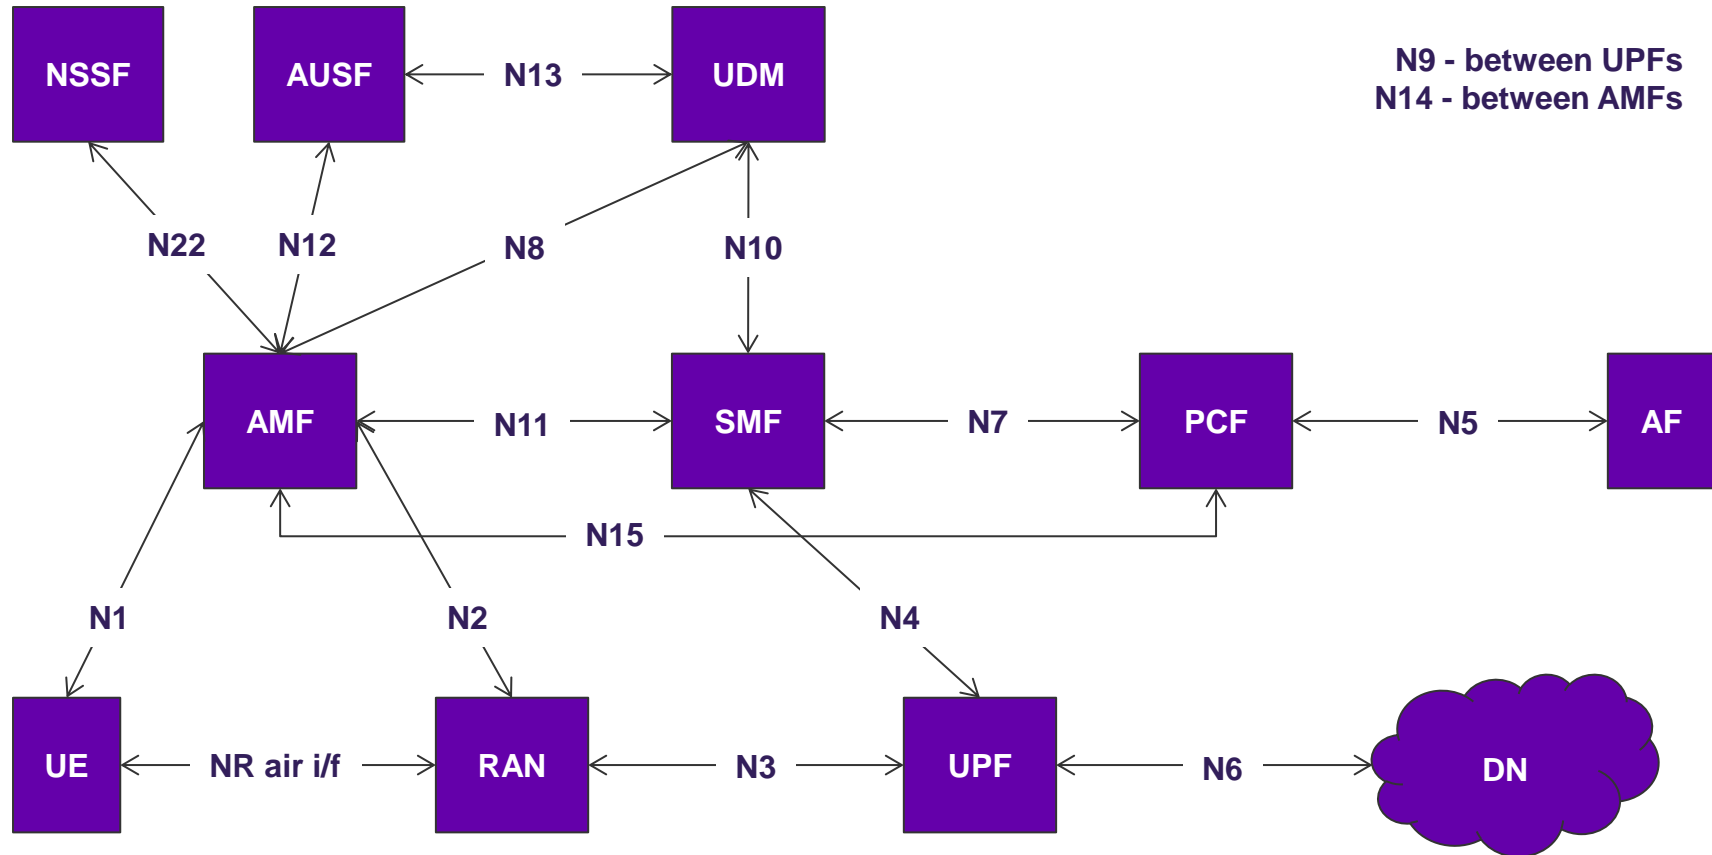 NSSF
AUSF
N13
UDM
N9 - between UPFs
N14 - between AMFs
N22
N12
N8
N10
AMF
N11
SMF
N7
PCF
N5
AF
N15
N1
N2
N4
UE
NR air i/f
RAN
N3
UPF
N6
DN